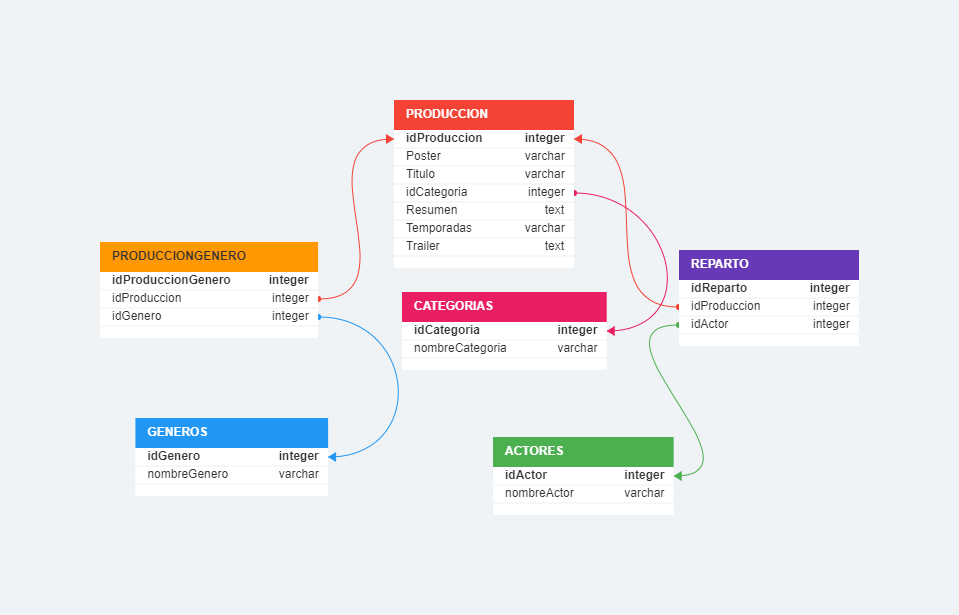 PRODUCCION
idProduccion integer
Poster varchar
Titulo varchar
idCategoria integer
Resumen text
Temporadas varchar
Trailer text
PRODUCCIONGENERO
idProduccionGenero integer
idProduccion integer
idGenero integer
REPARTO
idReparto integer
idProduccion integer
idActor integer
CATEGORIAS
idCategoria integer
nombreCategoria varchar
GENEROS
idGenero integer
nombreGenero varchar
ACTORES
idActor integer
nombreActor varchar